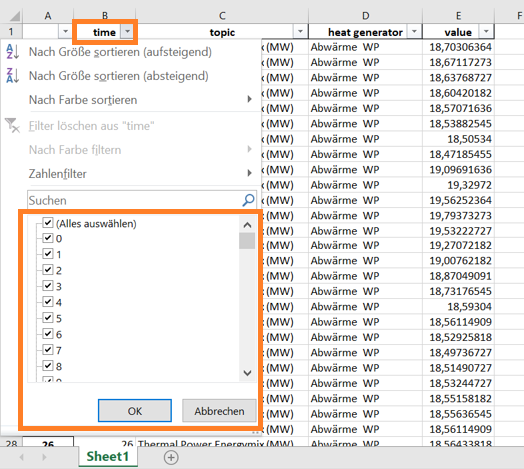 A B C D E F
1 time topic heat generator value
x (MW) Abwärme WP 18,70306364
(MW) Abwärme WP 18,67117273
(MW) Abwärme WP 18,63768727
(MW) Abwärme WP 18,60420182
(MW) Abwärme WP 18,57071636
(MW) Abwärme WP 18,53882545
(MW) Abwärme WP 18,50534
(MW) Abwärme WP 18,47185455
(MW) Abwärme WP 19,09691636
(MW) Abwärme WP 19,32972
(MW) Abwärme WP 19,56252364
(MW) Abwärme WP 19,79373273
(MW) Abwärme WP 19,53222727
(MW) Abwärme WP 19,27072182
(MW) Abwärme WP 19,00762182
(MW) Abwärme WP 18,87049091
(MW) Abwärme WP 18,73176545
(MW) Abwärme WP 18,59304
(MW) Abwärme WP 18,56114909
(MW) Abwärme WP 18,52925818
(MW) Abwärme WP 18,49736727
(MW) Abwärme WP 18,51490727
(MW) Abwärme WP 18,53244727
(MW) Abwärme WP 18,55158182
(MW) Abwärme WP 18,55635545
(MW) Abwärme WP 18,56114909
28 26 26 Thermal Power Energymix (MW) Abwärme WP 18,56433818
Nach Größe sortieren (aufsteigend)
Nach Größe sortieren (absteigend)
Nach Farbe sortieren
Filter löschen aus "time"
Nach Farbe filtern
Zahlenfilter
Suchen
(Alles auswählen)
0
1
2
3
4
5
6
7
8
9
OK Abbrechen
Sheet1